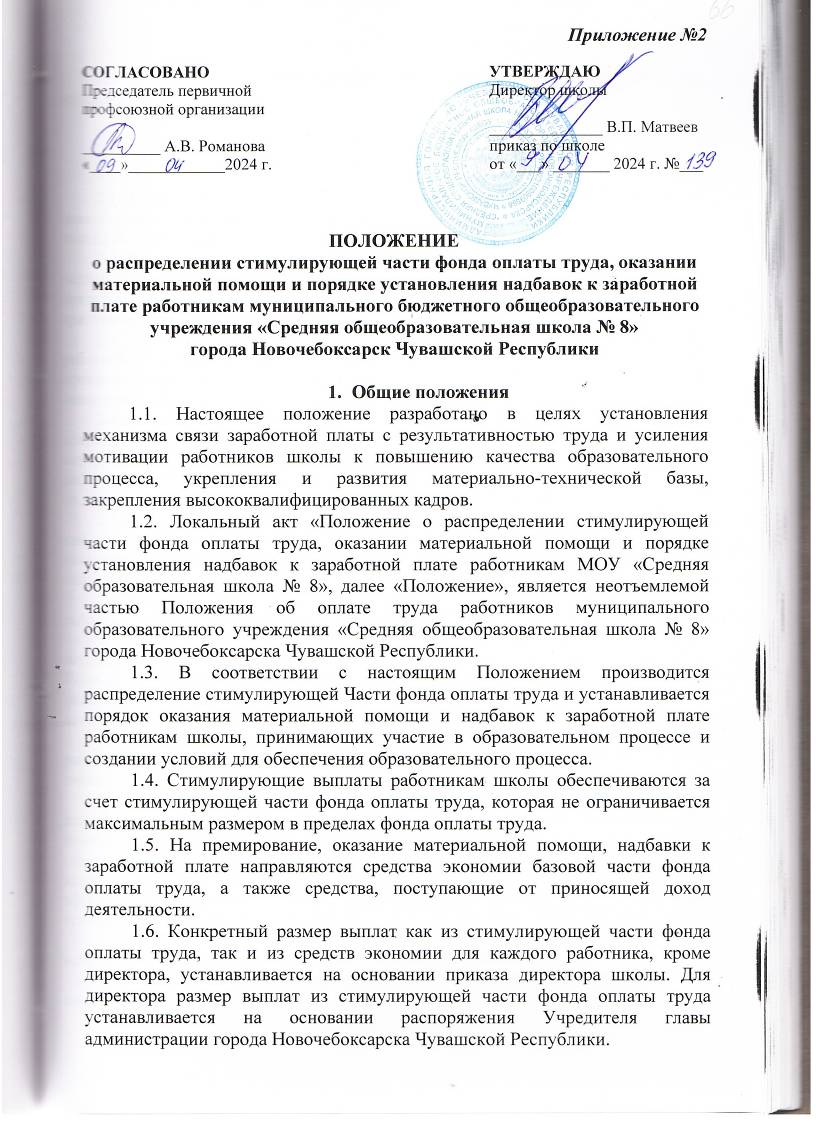 Приложение №2
СОГЛАСОВАНО
Председатель первичной
профсоюзной организации
__________ А.В. Романова
«09»____04____2024 г.
УТВЕРЖДАЮ
Директор школы
______________ В.П. Матвеев
приказ по школе
от «9» 04 2024 г. № 139
ПОЛОЖЕНИЕ
о распределении стимулирующей части фонда оплаты труда, оказании
материальной помощи и порядке установления надбавок к заработной
плате работникам муниципального бюджетного общеобразовательного
учреждения «Средняя общеобразовательная школа № 8»
города Новочебоксарск Чувашской Республики
1. Общие положения
1.1. Настоящее положение разработано в целях установления
механизма связи заработной платы с результативностью труда и усиления
мотивации работников школы к повышению качества образовательного
процесса, укрепления и развития материально-технической базы,
закрепления высококвалифицированных кадров.
1.2. Локальный акт «Положение о распределении стимулирующей
части фонда оплаты труда, оказании материальной помощи и порядке
установления надбавок к заработной плате работникам МОУ «Средняя
образовательная школа № 8», далее «Положение», является неотъемлемой
частью Положения об оплате труда работников муниципального
образовательного учреждения «Средняя общеобразовательная школа № 8»
города Новочебоксарска Чувашской Республики.
1.3. В соответствии с настоящим Положением производится
распределение стимулирующей Части фонда оплаты труда и устанавливается
порядок оказания материальной помощи и надбавок к заработной плате
работникам школы, принимающих участие в образовательном процессе и
создании условий для обеспечения образовательного процесса.
1.4. Стимулирующие выплаты работникам школы обеспечиваются за
счет стимулирующей части фонда оплаты труда, которая не ограничивается
максимальным размером в пределах фонда оплаты труда.
1.5. На премирование, оказание материальной помощи, надбавки к
заработной плате направляются средства экономии базовой части фонда
оплаты труда, а также средства, поступающие от приносящей доход
деятельности.
1.6. Конкретный размер выплат как из стимулирующей части фонда
оплаты труда, так и из средств экономии для каждого работника, кроме
директора, устанавливается на основании приказа директора школы. Для
директора размер выплат из стимулирующей части фонда оплаты труда
устанавливается на основании распоряжения Учредителя главы
администрации города Новочебоксарска Чувашской Республики.